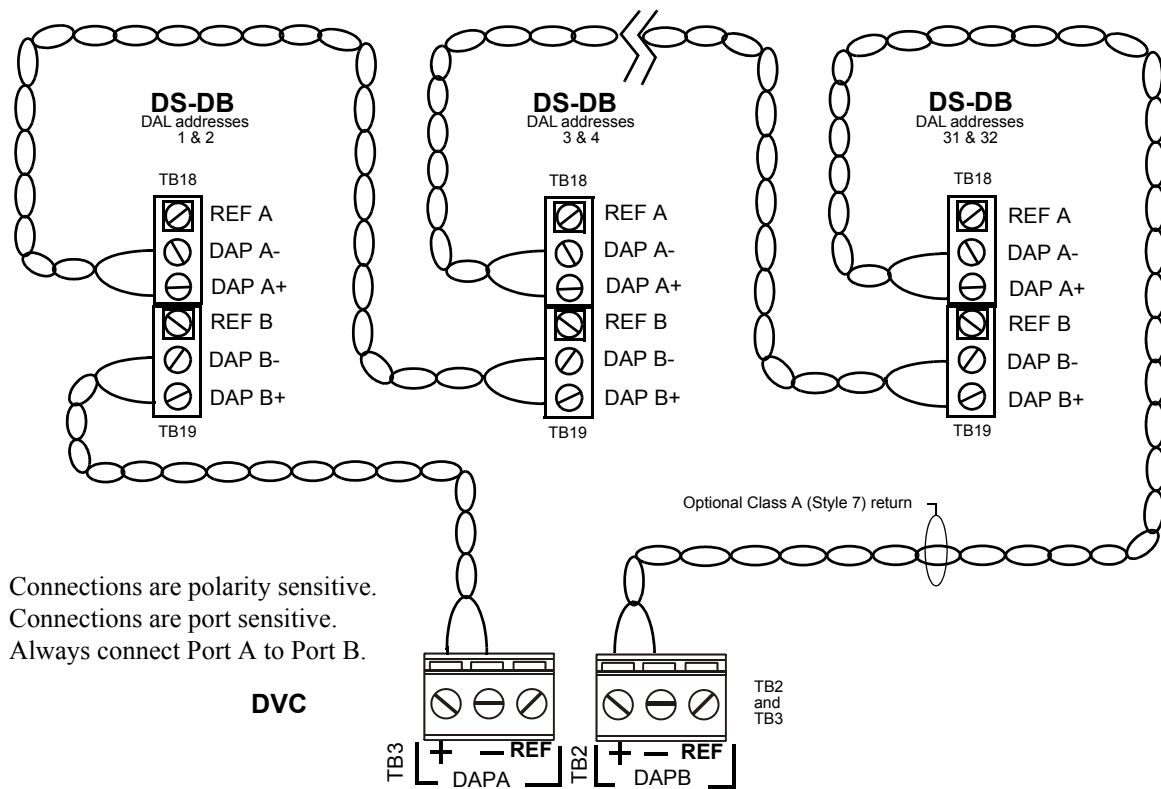 DS-DB
DAL addresses
1 & 2
TB18
REF A
DAP A-
DAP A+
REF B
DAP B-
DAP B+
TB19
DS-DB
DAL addresses
3 & 4
TB18
REF A
DAP A-
DAP A+
REF B
DAP B-
DAP B+
TB19
DS-DB
DAL addresses
31 & 32
TB18
REF A
DAP A-
DAP A+
REF B
DAP B-
DAP B+
TB19
Optional Class A (Style 7) return
Connections are polarity sensitive.
Connections are port sensitive.
Always connect Port A to Port B.
DVC
TB3
+ — REF
DAPA
TB2
+ — REF
DAPB
TB2
and
TB3